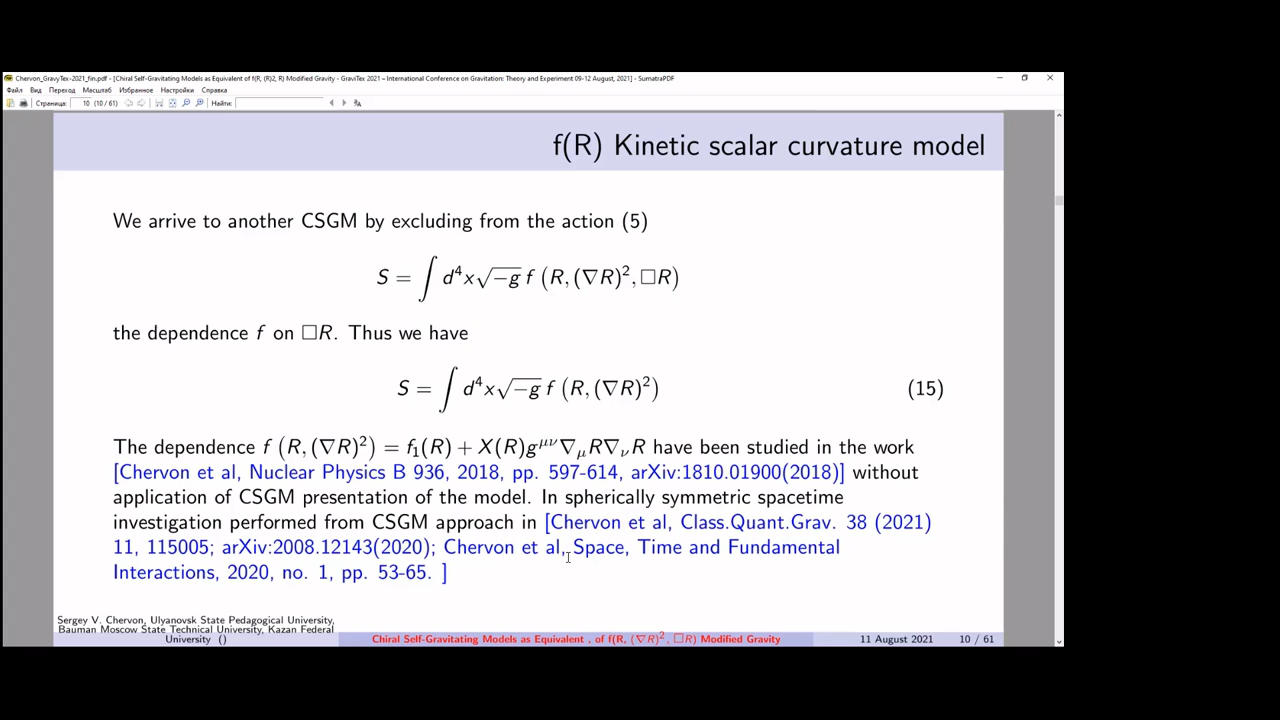 Chervon_GravyTex-2021_fin.pdf - [Chiral Self-Gravitating Models as Equivalent of f(R, (R)2, R) Modified Gravity - GraviTex 2021 – International Conference on Gravitation: Theory and Experiment 09-12 August, 2021] - SumatraPDF
Файл Вид Переход Масштаб Избранное Настройки Справка
Страница: 10 (10 / 61) Найти:
f(R) Kinetic scalar curvature model
We arrive to another CSGM by excluding from the action (5)
S = ∫ d⁴x√−g f (R, (∇R)², □R)
the dependence f on □R. Thus we have
S = ∫ d⁴x√−g f (R, (∇R)²) (15)
The dependence f (R, (∇R)²) = f₁(R) + X(R)g^{μν}∇_μR∇_νR have been studied in the work
[Chervon et al, Nuclear Physics B 936, 2018, pp. 597-614, arXiv:1810.01900(2018)] without
application of CSGM presentation of the model. In spherically symmetric spacetime
investigation performed from CSGM approach in [Chervon et al, Class.Quant.Grav. 38 (2021)
11, 115005; arXiv:2008.12143(2020); Chervon et al, Space, Time and Fundamental
Interactions, 2020, no. 1, pp. 53-65. ]
Sergey V. Chervon, Ulyanovsk State Pedagogical University,
Bauman Moscow State Technical University, Kazan Federal
University ()
Chiral Self-Gravitating Models as Equivalent . of f(R, (∇R)², □R) Modified Gravity
11 August 2021 10 / 61